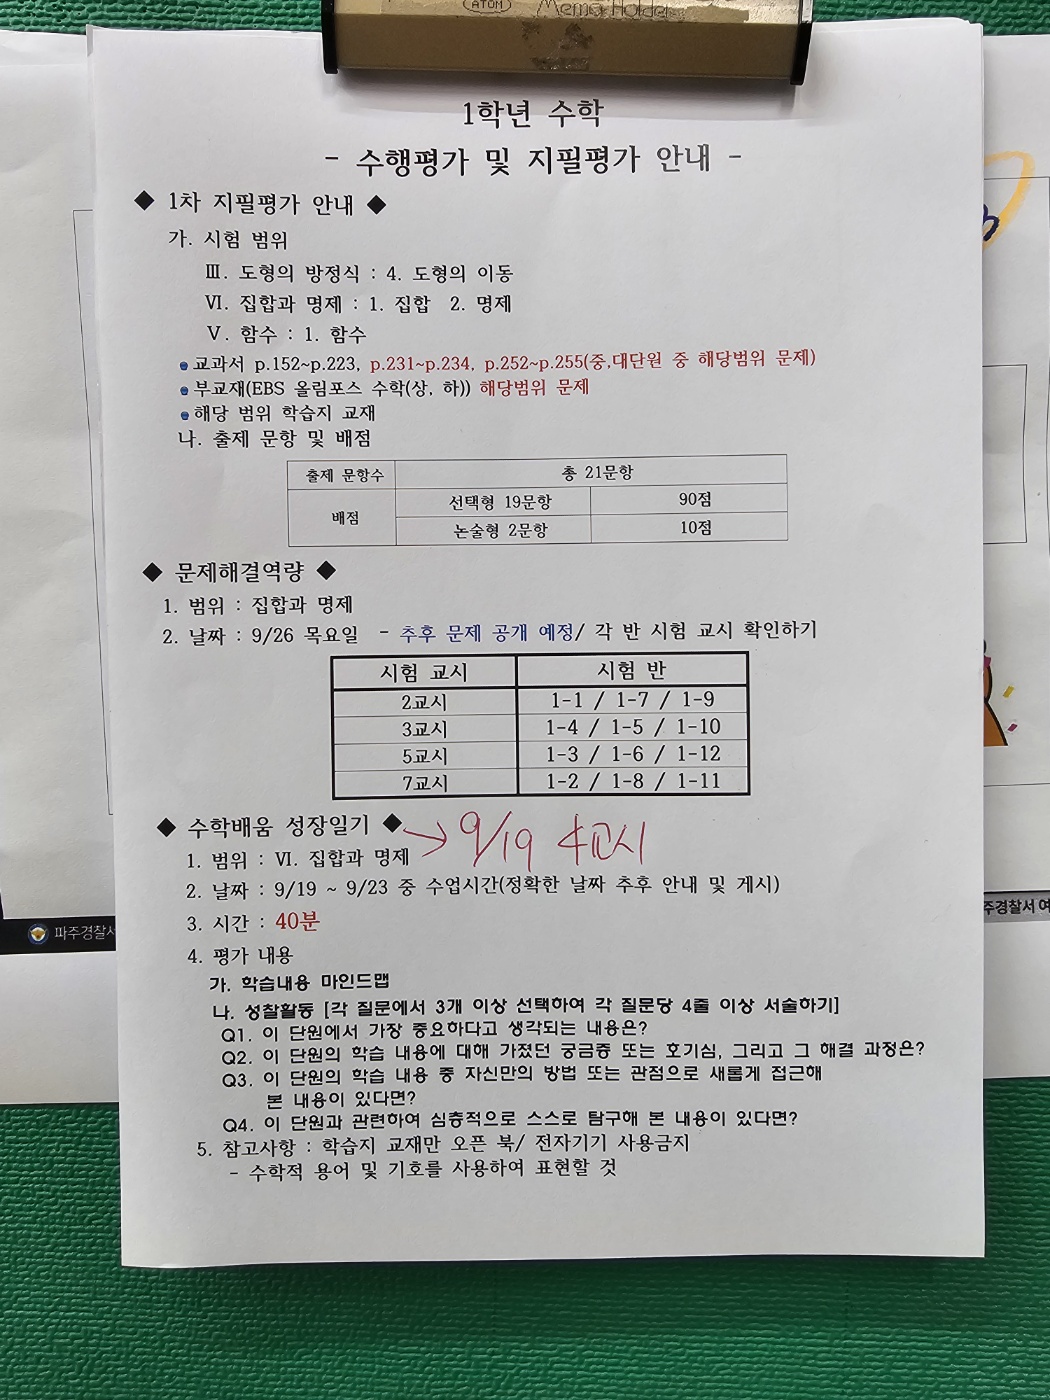 ATOM
Memo Holder
1학년 수학
- 수행평가 및 지필평가 안내 -
◆ 1차 지필평가 안내 ◆
가. 시험 범위
Ⅲ. 도형의 방정식 : 4. 도형의 이동
Ⅵ. 집합과 명제 : 1. 집합 2. 명제
Ⅴ. 함수 : 1. 함수
교과서 p.152~p.223, p.231~p.234, p.252~p.255(중,대단원 중 해당범위 문제)
부교재(EBS 올림포스 수학(상, 하)) 해당범위 문제
해당 범위 학습지 교재
나. 출제 문항 및 배점
출제 문항수 총 21문항
배점 선택형 19문항 90점
논술형 2문항 10점
◆ 문제해결역량 ◆
1. 범위 : 집합과 명제
2. 날짜 : 9/26 목요일 - 추후 문제 공개 예정/ 각 반 시험 교시 확인하기
시험 교시 시험 반
2교시 1-1 / 1-7 / 1-9
3교시 1-4 / 1-5 / 1-10
5교시 1-3 / 1-6 / 1-12
7교시 1-2 / 1-8 / 1-11
◆ 수학배움 성장일기 ◆ → 9/19 4교시
1. 범위 : Ⅵ. 집합과 명제
2. 날짜 : 9/19 ~ 9/23 중 수업시간(정확한 날짜 추후 안내 및 게시)
3. 시간 : 40분
4. 평가 내용
가. 학습내용 마인드맵
나. 성찰활동 [각 질문에서 3개 이상 선택하여 각 질문당 4줄 이상 서술하기]
Q1. 이 단원에서 가장 중요하다고 생각되는 내용은?
Q2. 이 단원의 학습 내용에 대해 가졌던 궁금증 또는 호기심, 그리고 그 해결 과정은?
Q3. 이 단원의 학습 내용 중 자신만의 방법 또는 관점으로 새롭게 접근해
본 내용이 있다면?
Q4. 이 단원과 관련하여 심층적으로 스스로 탐구해 본 내용이 있다면?
5. 참고사항 : 학습지 교재만 오픈 북/ 전자기기 사용금지
- 수학적 용어 및 기호를 사용하여 표현할 것
파주경찰서
주경찰서 여